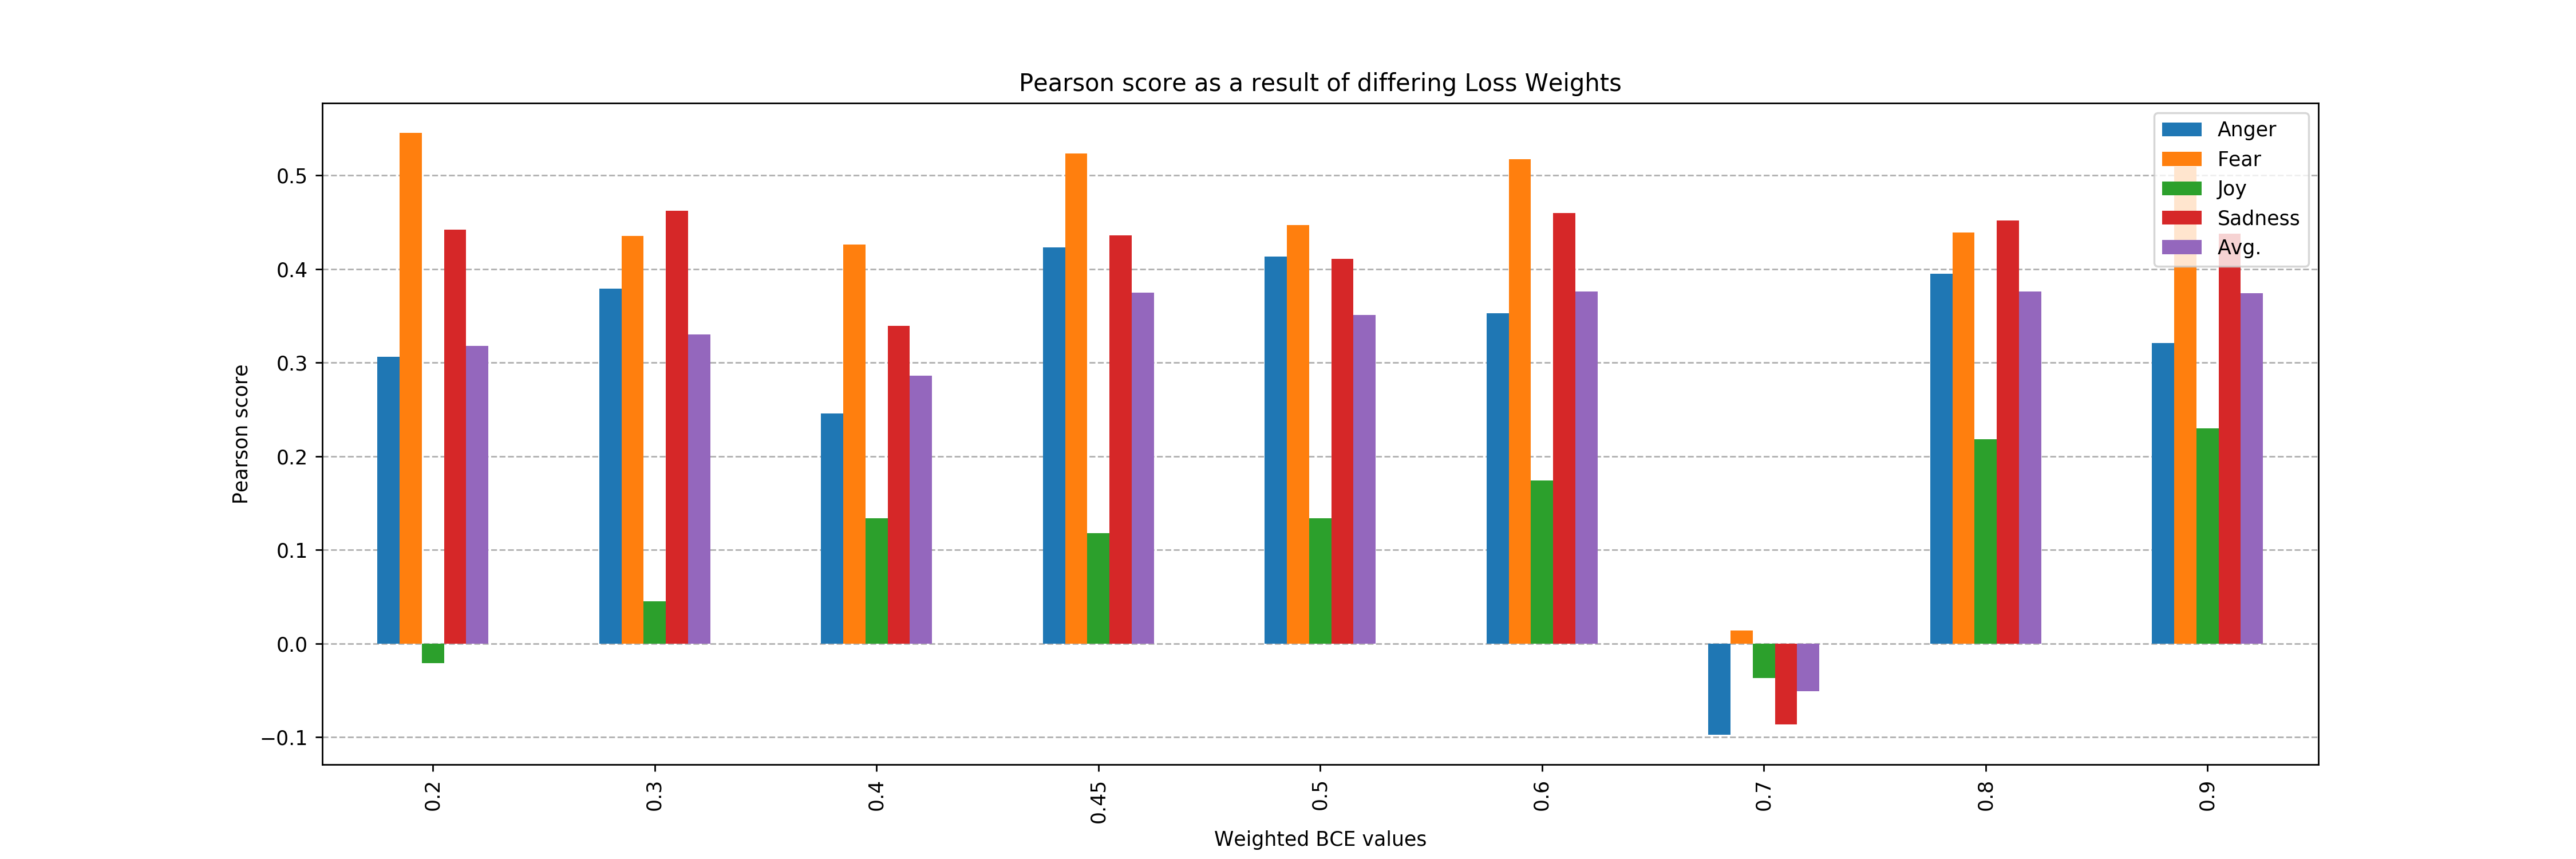 Pearson score as a result of differing Loss Weights
Anger
Fear
Joy
Sadness
Avg.
Pearson score
0.5
0.4
0.3
0.2
0.1
0.0
−0.1
0.2
0.3
0.4
0.45
0.5
0.6
0.7
0.8
0.9
Weighted BCE values